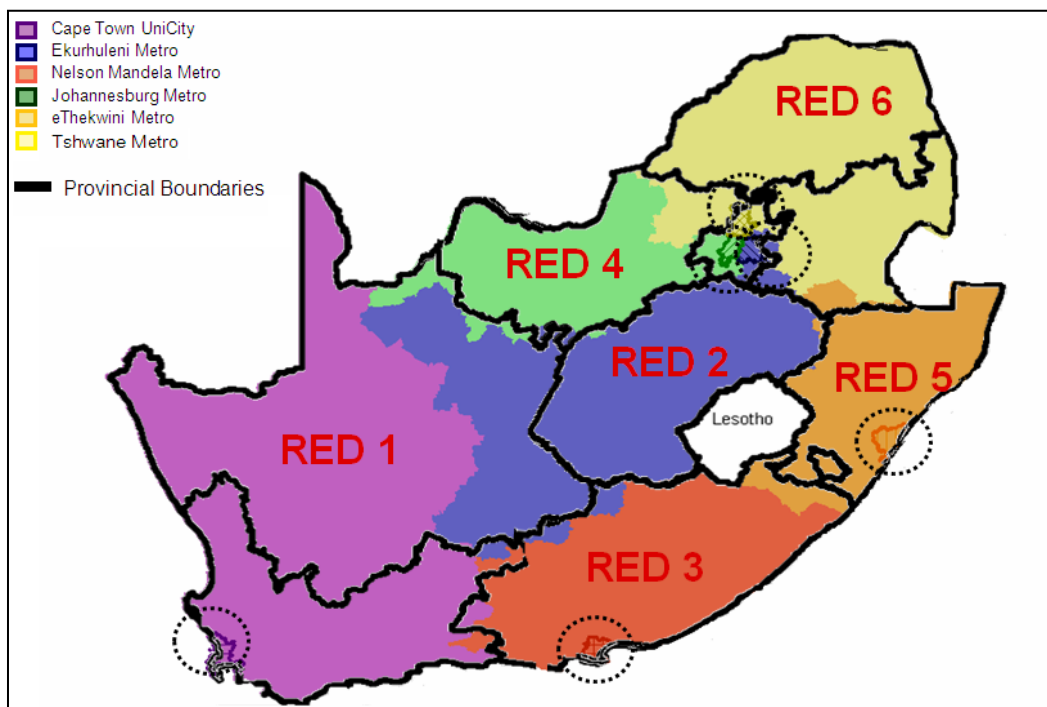 Cape Town UniCity
Ekurhuleni Metro
Nelson Mandela Metro
Johannesburg Metro
eThekwini Metro
Tshwane Metro
Provincial Boundaries
RED 6
RED 4
RED 2
RED 5
Lesotho
RED 1
RED 3